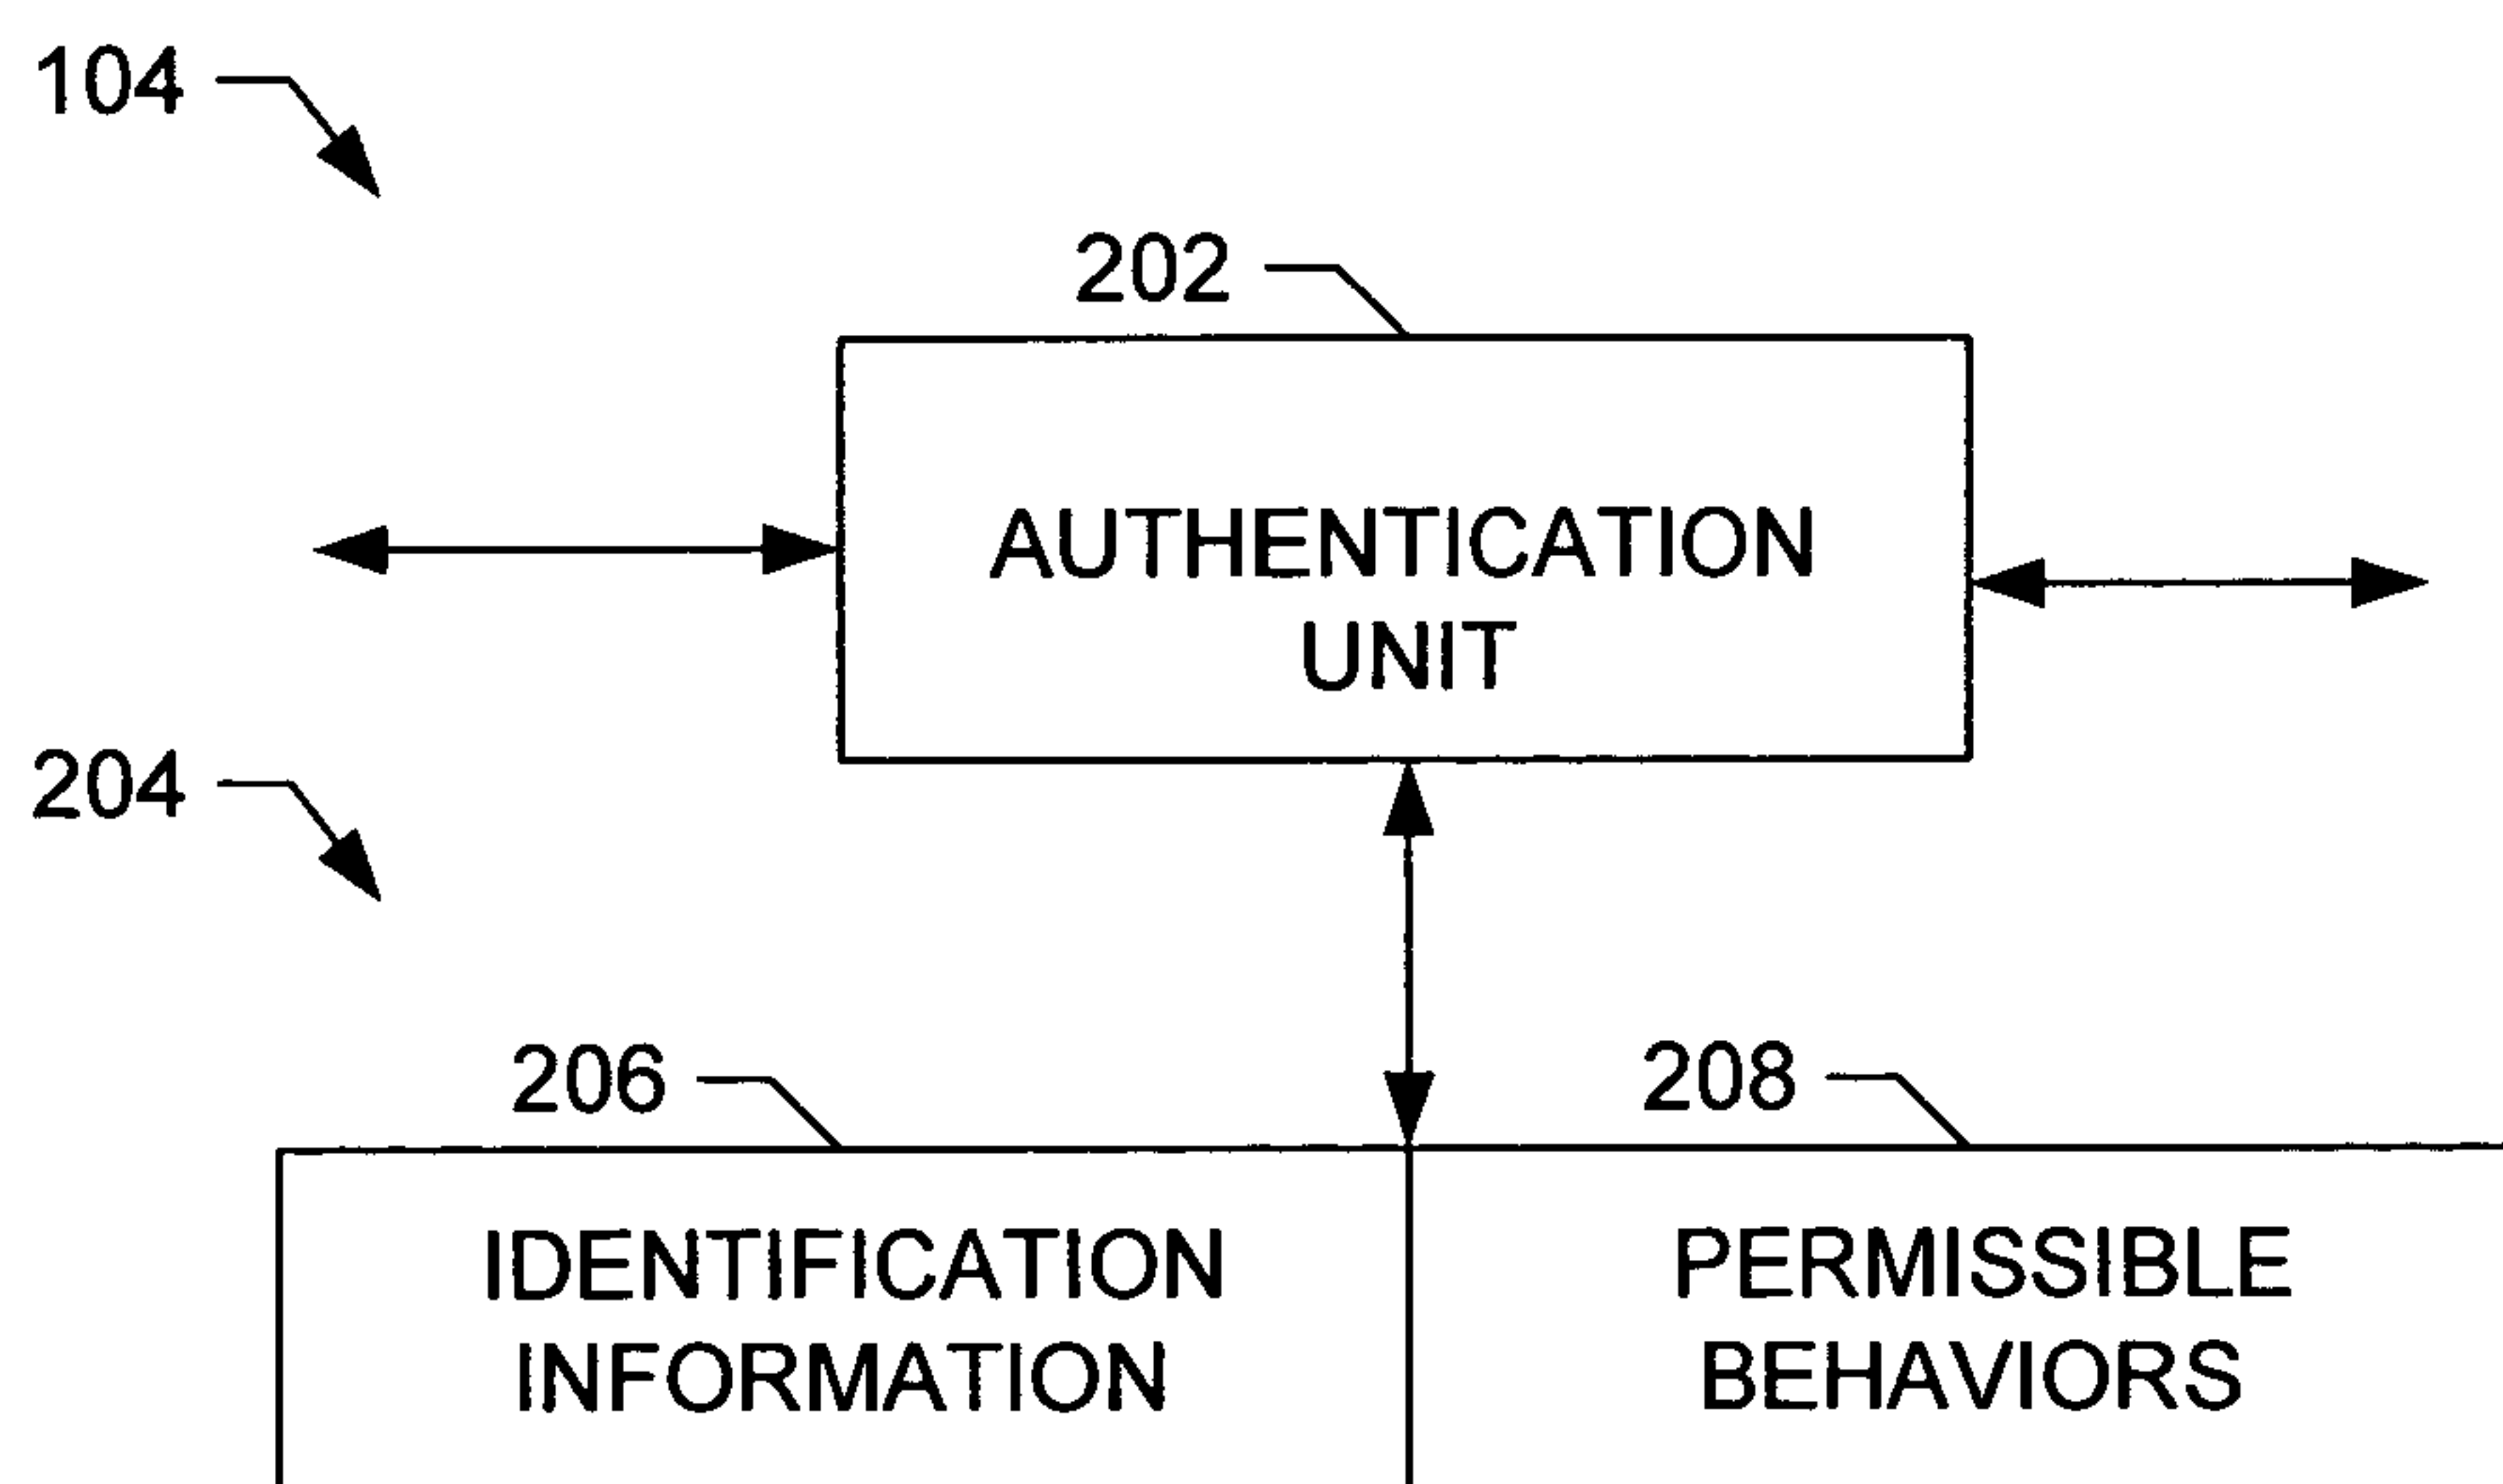 104
202
AUTHENTICATION
UNIT
204
206
208
IDENTIFICATION
INFORMATION
PERMISSIBLE
BEHAVIORS